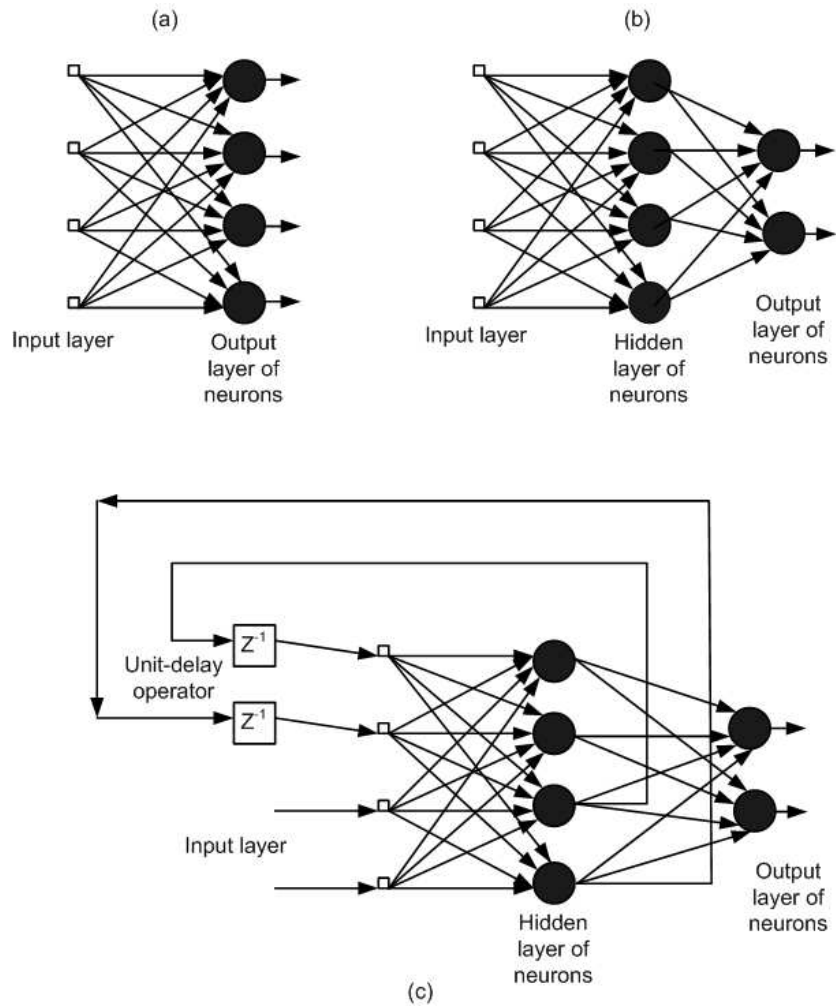 (a)
(b)
Input layer
Output
layer of
neurons
Input layer
Hidden
layer of
neurons
Output
layer of
neurons
Z-1
Unit-delay
operator
Z-1
Input layer
Hidden
layer of
neurons
Output
layer of
neurons
(c)